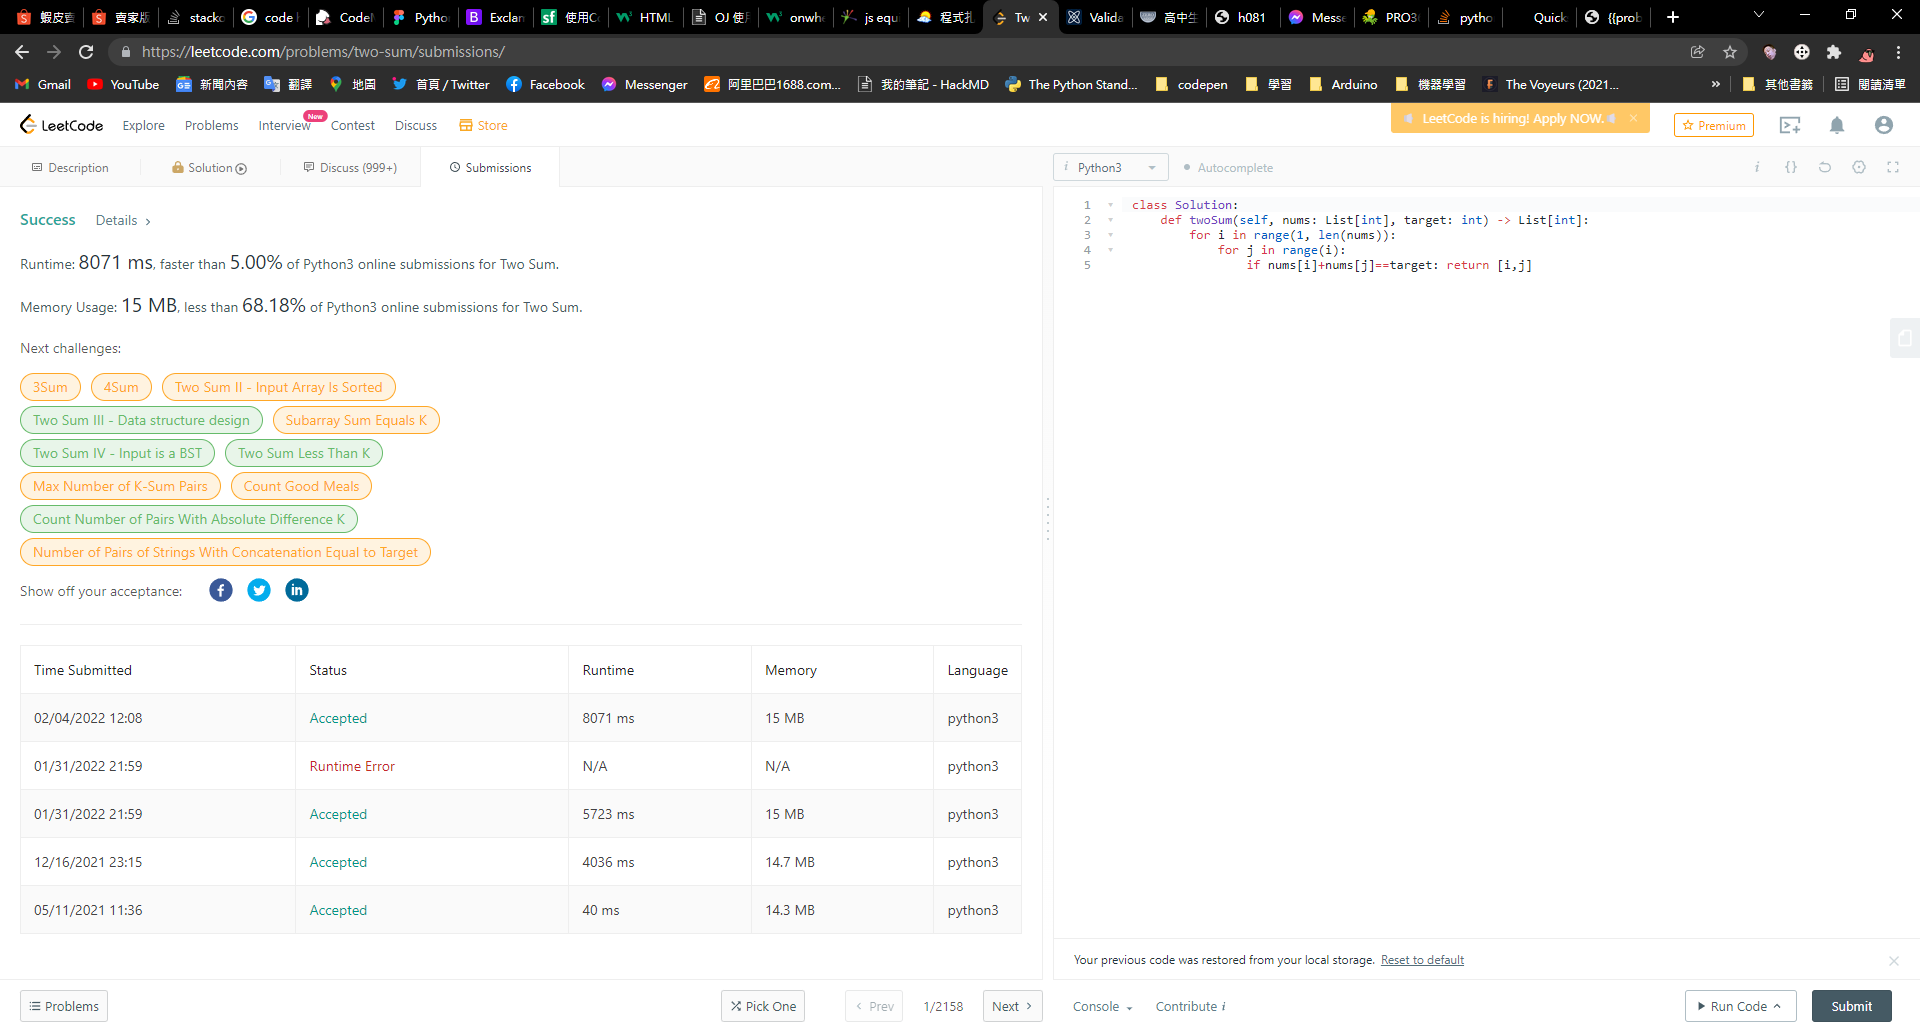 蝦皮賣
賣家版
stacko
code h
CodeM
Pytho
Exclan
使用Co
HTML
OJ 使用
onwhe
js equi
程式扎
Tw
Valida
高中生
h081
Messe
PRO3(
pytho
Quick
{{prob
https://leetcode.com/problems/two-sum/submissions/
Gmail
YouTube
新聞內容
翻譯
地圖
首頁 / Twitter
Facebook
Messenger
阿里巴巴1688.com...
我的筆記 - HackMD
The Python Stand...
codepen
學習
Arduino
機器學習
The Voyeurs (2021...
»
其他書籤
閱讀清單
LeetCode
Explore
Problems
Interview
New
Contest
Discuss
Store
LeetCode is hiring! Apply NOW.
Premium
Description
Solution
Discuss (999+)
Submissions
i Python3
Autocomplete
Success
Details ›
Runtime: 8071 ms, faster than 5.00% of Python3 online submissions for Two Sum.
Memory Usage: 15 MB, less than 68.18% of Python3 online submissions for Two Sum.
Next challenges:
3Sum
4Sum
Two Sum II - Input Array Is Sorted
Two Sum III - Data structure design
Subarray Sum Equals K
Two Sum IV - Input is a BST
Two Sum Less Than K
Max Number of K-Sum Pairs
Count Good Meals
Count Number of Pairs With Absolute Difference K
Number of Pairs of Strings With Concatenation Equal to Target
Show off your acceptance:
Time Submitted Status Runtime Memory Language
02/04/2022 12:08 Accepted 8071 ms 15 MB python3
01/31/2022 21:59 Runtime Error N/A N/A python3
01/31/2022 21:59 Accepted 5723 ms 15 MB python3
12/16/2021 23:15 Accepted 4036 ms 14.7 MB python3
05/11/2021 11:36 Accepted 40 ms 14.3 MB python3
1 class Solution:
2 def twoSum(self, nums: List[int], target: int) -> List[int]:
3 for i in range(1, len(nums)):
4 for j in range(i):
5 if nums[i]+nums[j]==target: return [i,j]
Your previous code was restored from your local storage. Reset to default
Problems
Pick One
‹ Prev
1/2158
Next ›
Console
Contribute i
Run Code
Submit